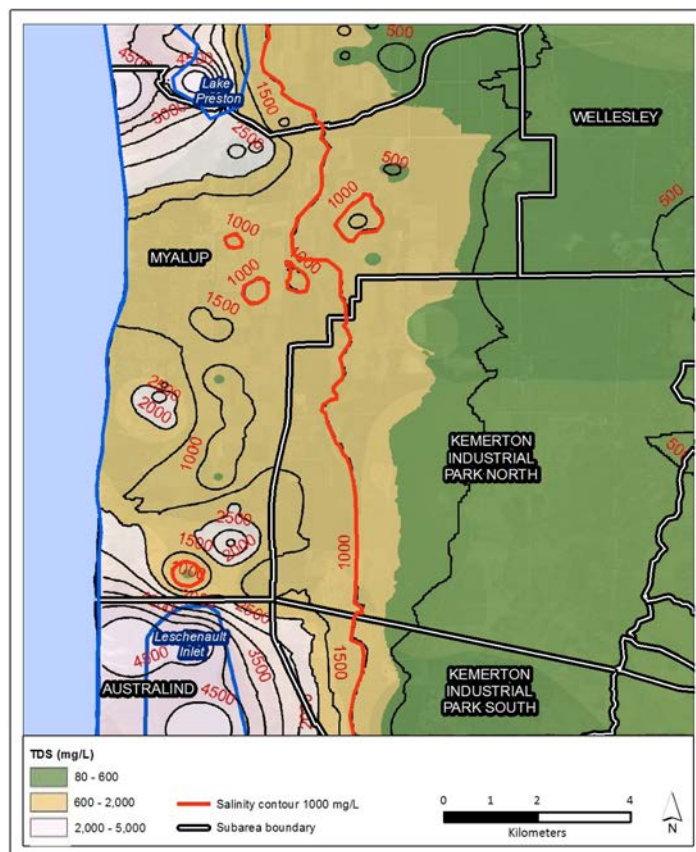 4500
4500
Lake
Preston
3000
1500
2500
500
WELLESLEY
500
1000
500
1000
1000
1000
MYALUP
1500
2000
1000
KEMERTON
INDUSTRIAL
PARK NORTH
500
2500
1500
2000
1000
1000
2500
Leschenault
Inlet
4500
3500
1500
4500
AUSTRALIND
KEMERTON
INDUSTRIAL
PARK SOUTH
TDS (mg/L)
80 - 600
600 - 2,000
2,000 - 5,000
Salinity contour 1000 mg/L
Subarea boundary
0 1 2 4
Kilometers
N